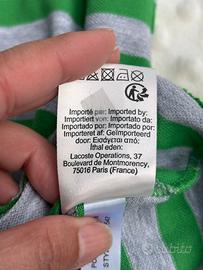 Importé par: Imported by:
Importiert von: Importato da:
Importado por: Importado por:
Importeret af: Geïmporteerd
door: Εισάγεται από:
Ithal eden:
Lacoste Operations, 37
Boulevard de Montmorency,
75016 Paris (France)
subito